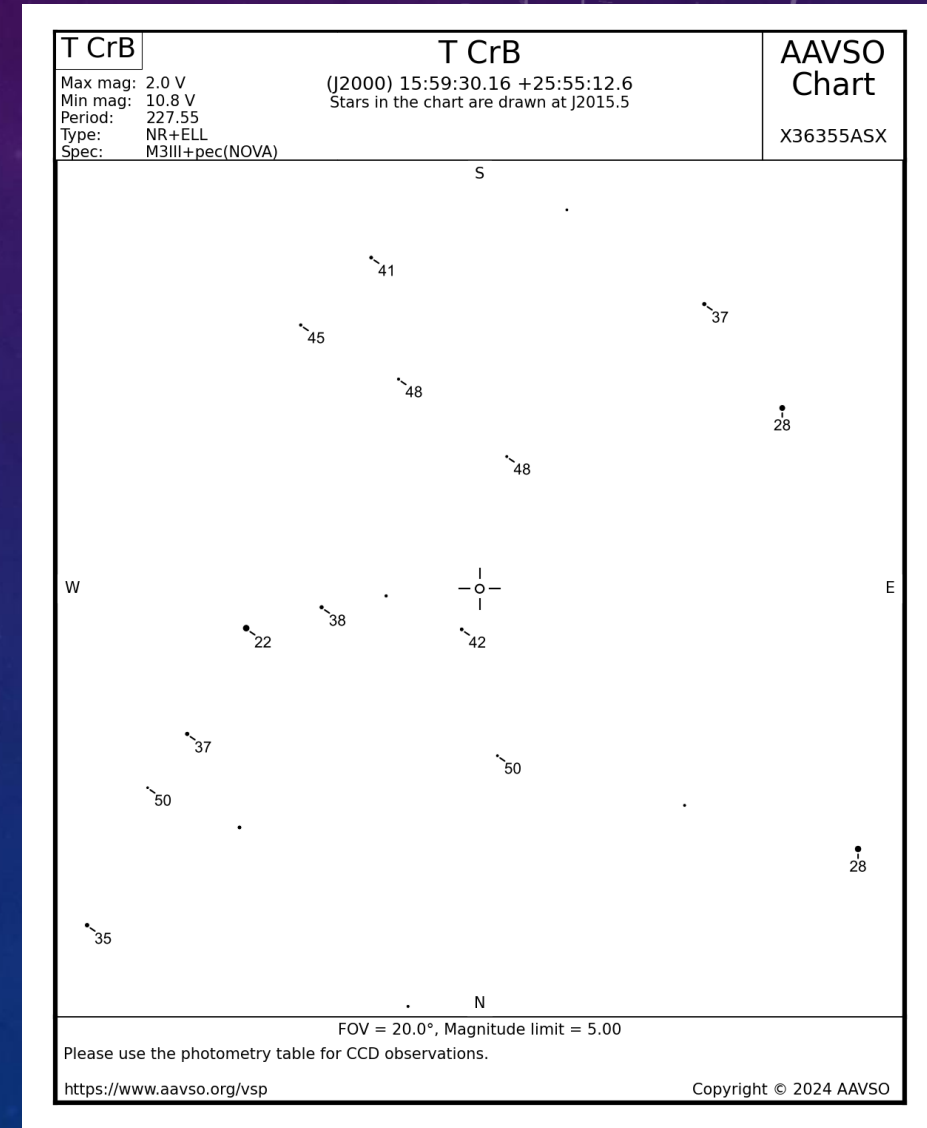 T CrB
Max mag: 2.0 V
Min mag: 10.8 V
Period: 227.55
Type: NR+ELL
Spec: M3III+pec(NOVA)
T CrB
(J2000) 15:59:30.16 +25:55:12.6
Stars in the chart are drawn at J2015.5
AAVSO
Chart
X36355ASX
S
41
37
45
48
28
48
W
E
38
22
42
37
50
50
28
35
N
FOV = 20.0°, Magnitude limit = 5.00
Please use the photometry table for CCD observations.
https://www.aavso.org/vsp
Copyright © 2024 AAVSO